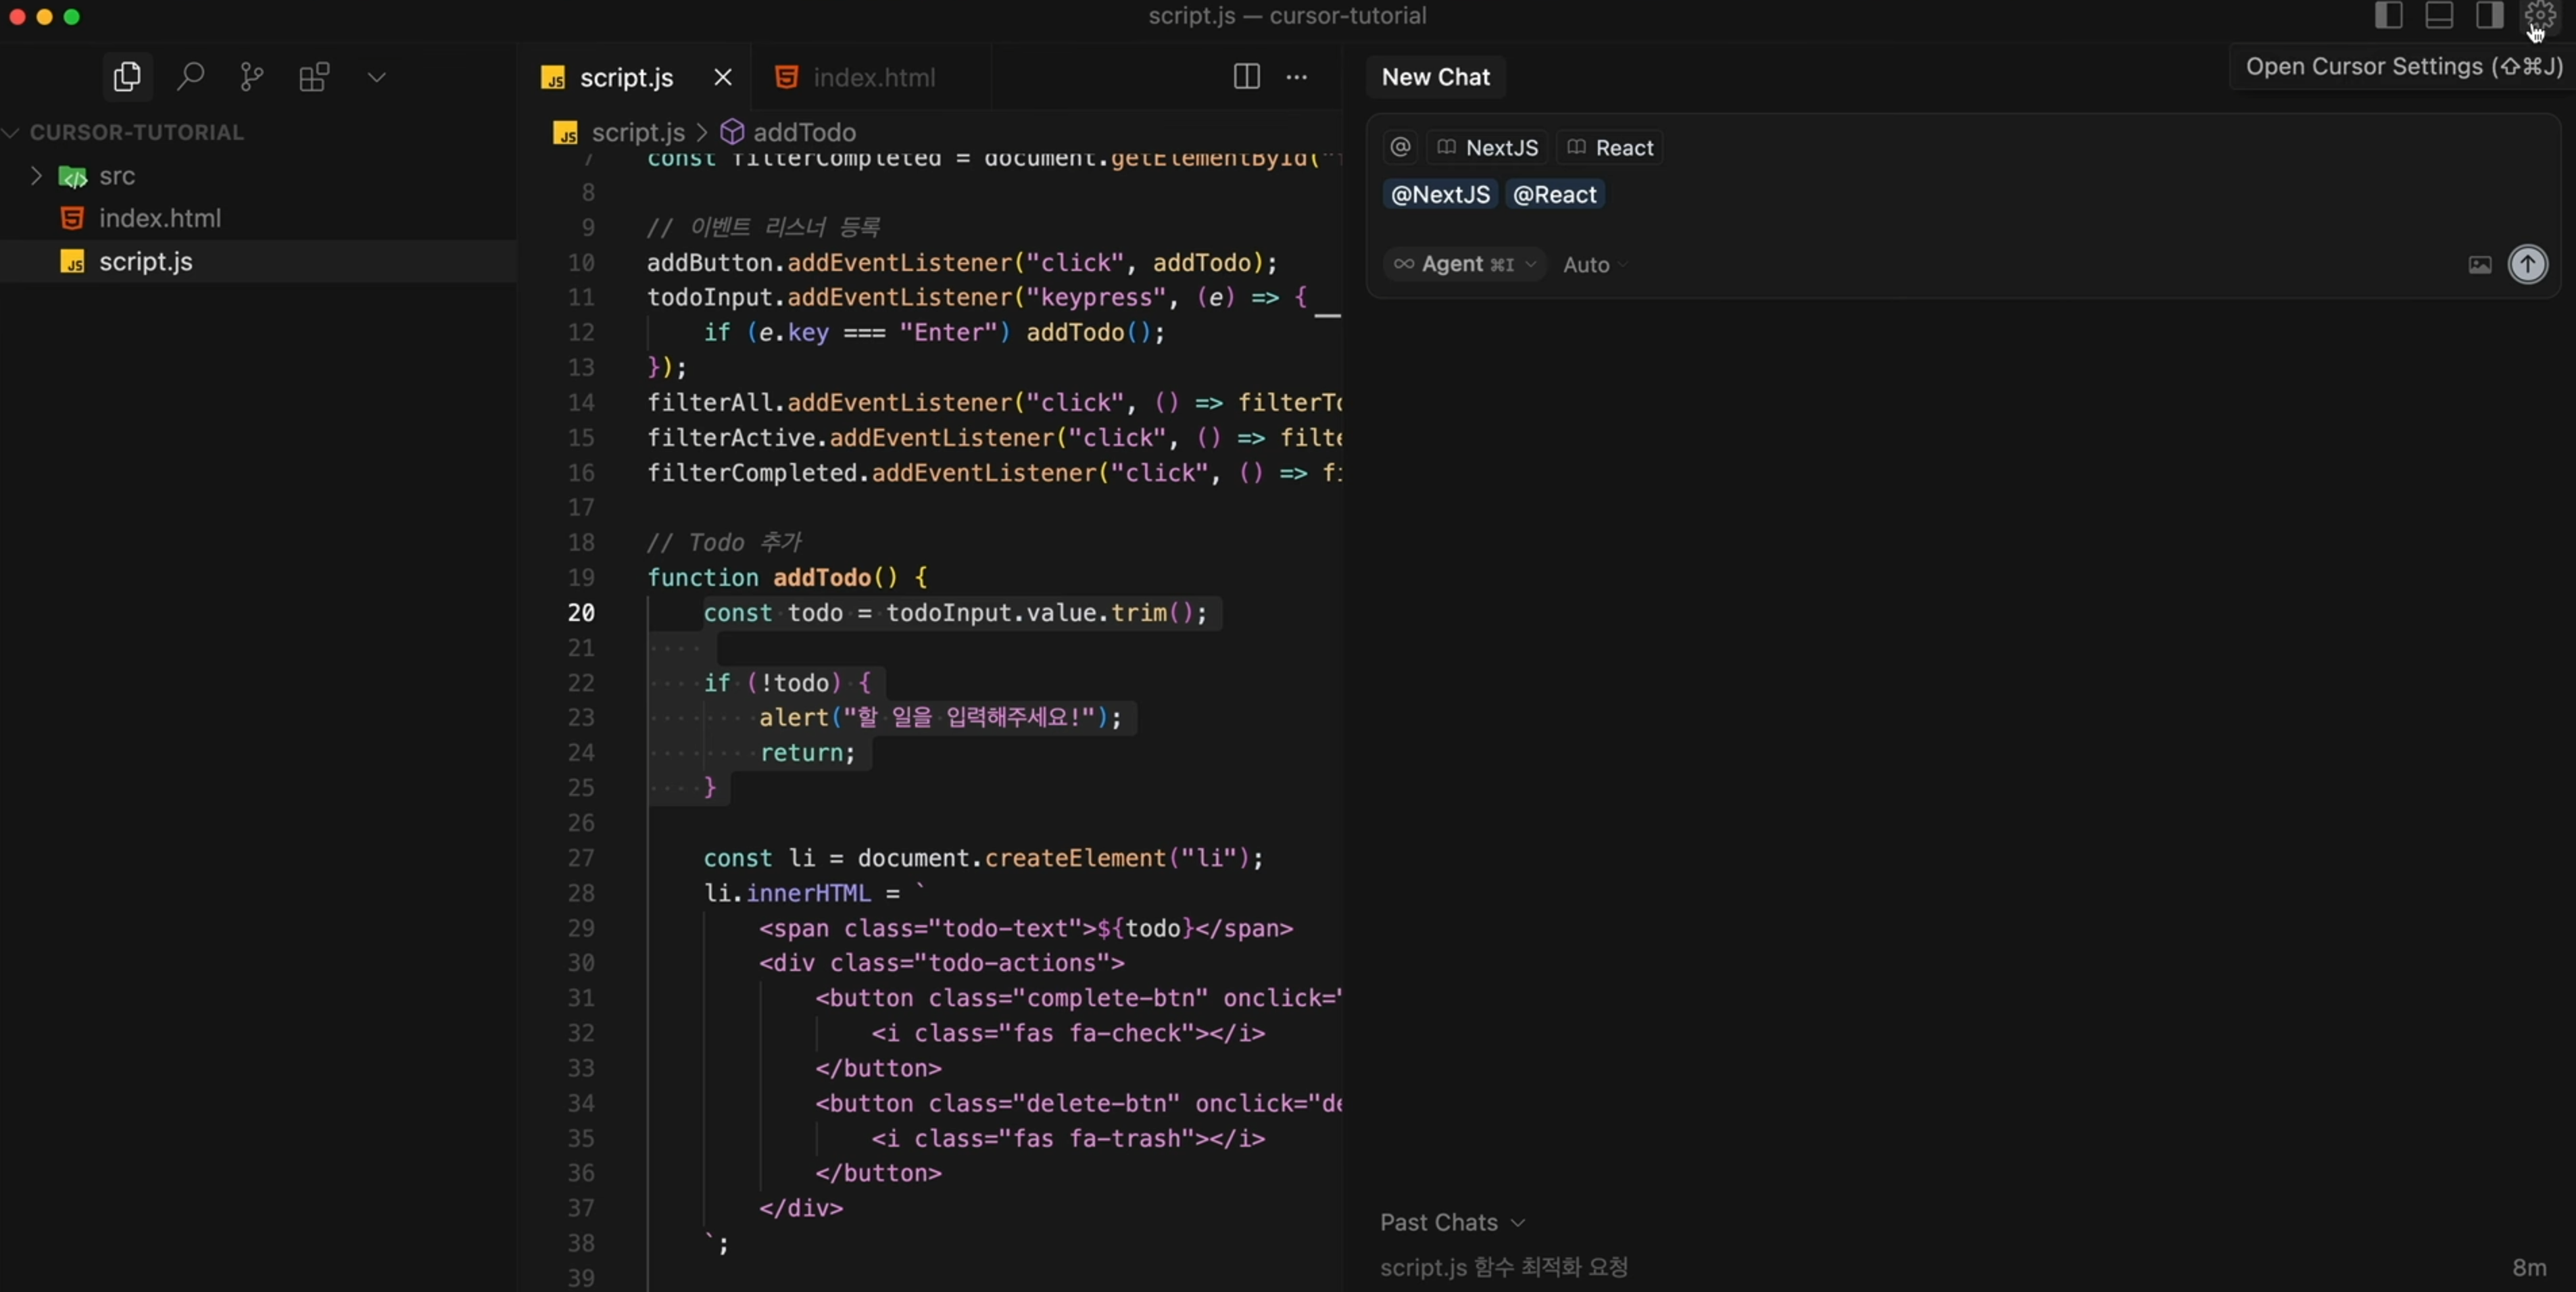 script.js — cursor-tutorial
Open Cursor Settings (⇧⌘J)
CURSOR-TUTORIAL
src
index.html
script.js
script.js
index.html
script.js > addTodo
7 const filterCompleted = document.getElementById("
8
9 // 이벤트 리스너 등록
10 addButton.addEventListener("click", addTodo);
11 todoInput.addEventListener("keypress", (e) => {
12 if (e.key === "Enter") addTodo();
13 });
14 filterAll.addEventListener("click", () => filterTo
15 filterActive.addEventListener("click", () => filte
16 filterCompleted.addEventListener("click", () => fi
17
18 // Todo 추가
19 function addTodo() {
20 const todo = todoInput.value.trim();
21
22 if (!todo) {
23 alert("할 일을 입력해주세요!");
24 return;
25 }
26
27 const li = document.createElement("li");
28 li.innerHTML = `
29 <span class="todo-text">${todo}</span>
30 <div class="todo-actions">
31 <button class="complete-btn" onclick="
32 <i class="fas fa-check"></i>
33 </button>
34 <button class="delete-btn" onclick="de
35 <i class="fas fa-trash"></i>
36 </button>
37 </div>
38 `;
39
New Chat
@ NextJS React
@NextJS @React
Agent ⌘I Auto
Past Chats
script.js 함수 최적화 요청 8m